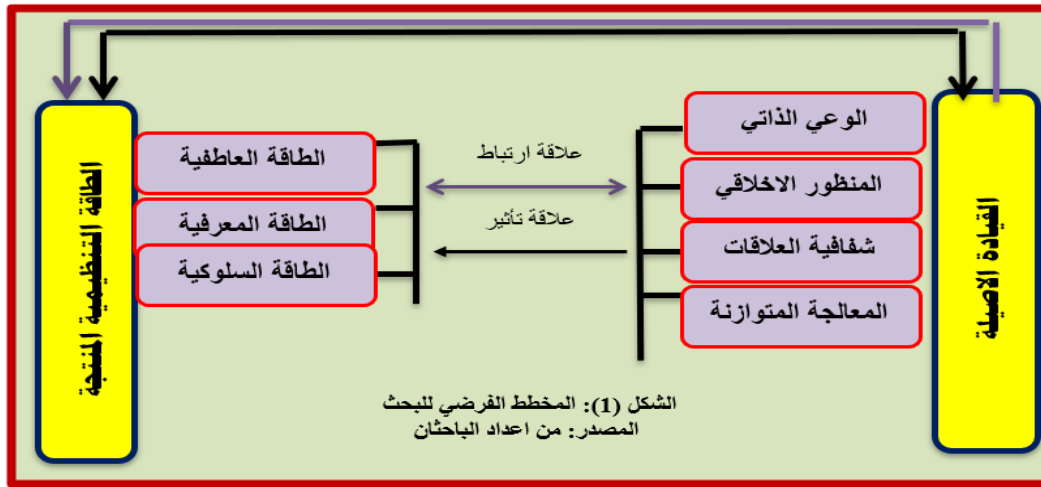 القيادة الاصيلة
الوعي الذاتي
المنظور الاخلاقي
شفافية العلاقات
المعالجة المتوازنة
علاقة ارتباط
علاقة تأثير
الطاقة العاطفية
الطاقة المعرفية
الطاقة السلوكية
الطاقة التنظيمية المنتجة
الشكل (1): المخطط الفرضي للبحث
المصدر: من اعداد الباحثان